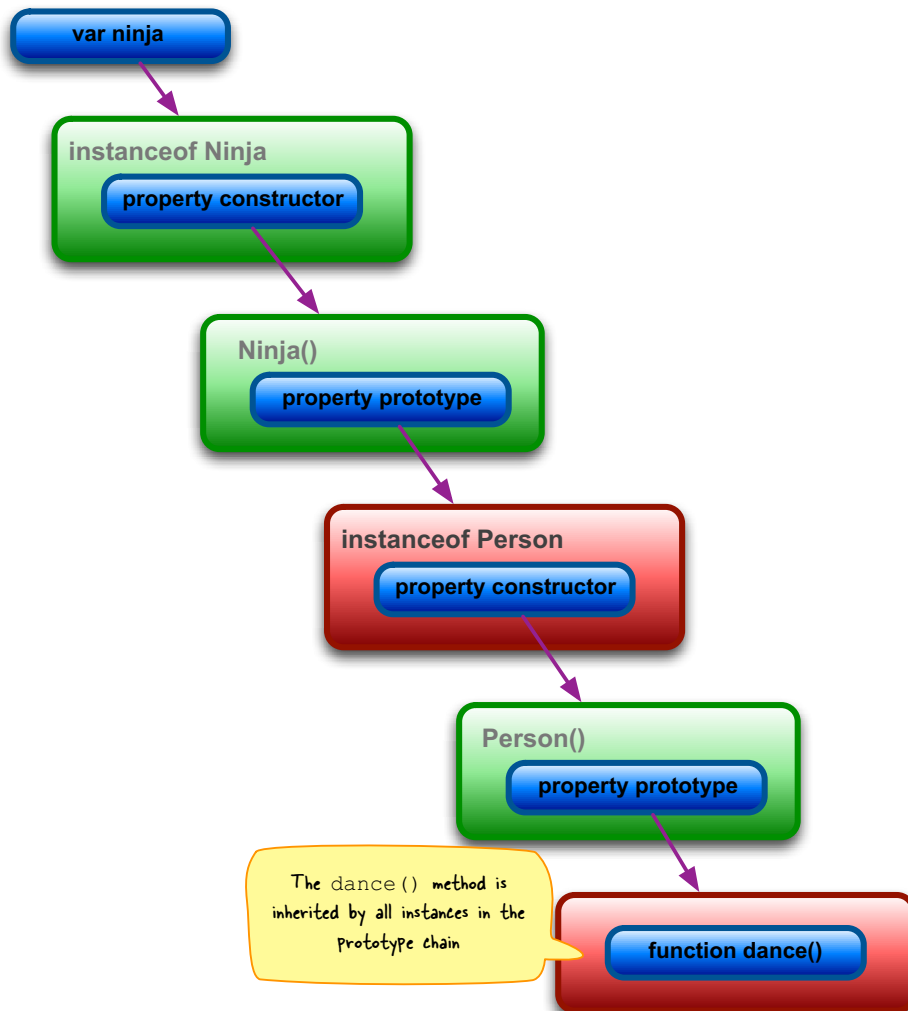 var ninja
instanceof Ninja
property constructor
Ninja()
property prototype
instanceof Person
property constructor
Person()
property prototype
The dance() method is
inherited by all instances in the
prototype chain
function dance()